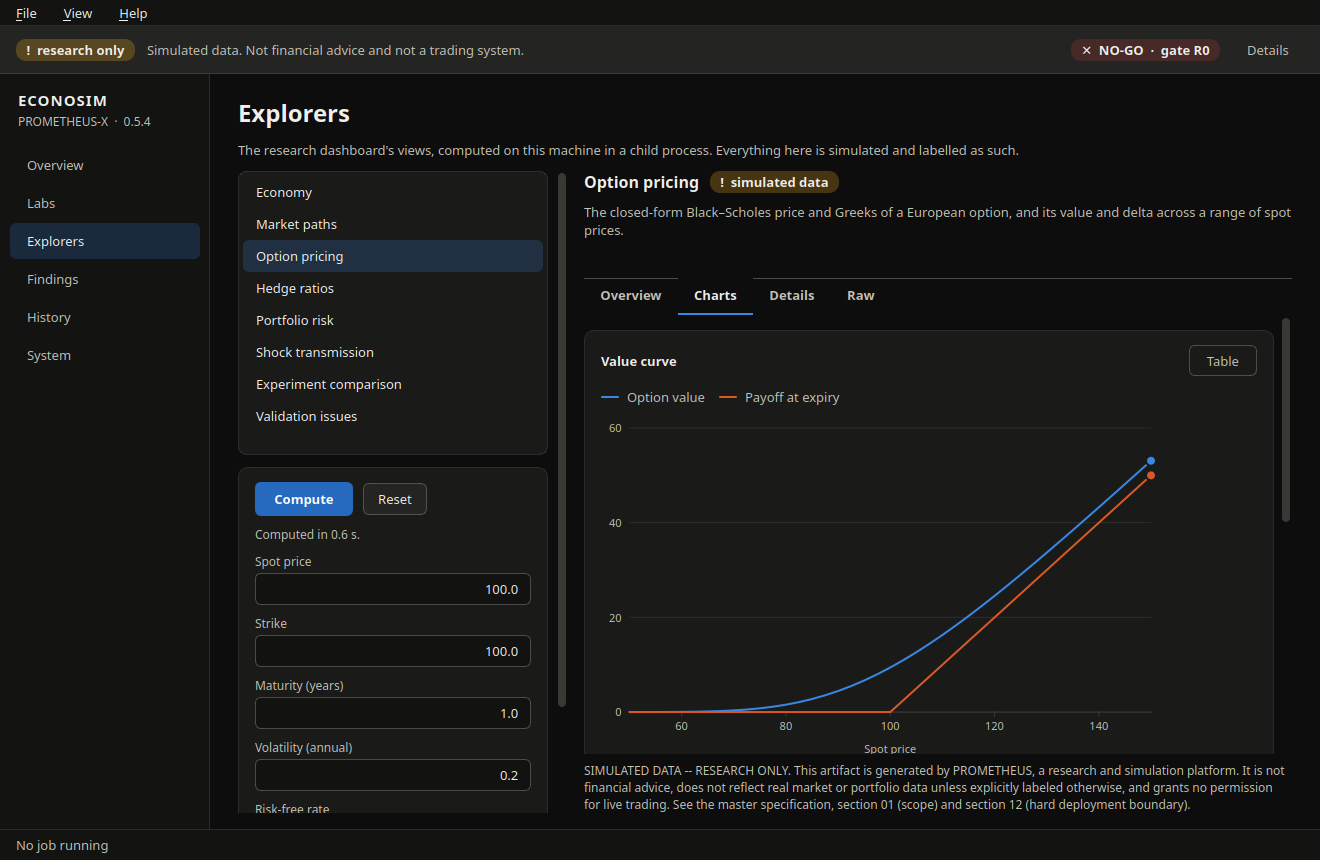 File View Help
! research only Simulated data. Not financial advice and not a trading system. ✕ NO-GO · gate R0 Details
ECONOSIM
PROMETHEUS-X · 0.5.4
Overview
Labs
Explorers
Findings
History
System
Explorers
The research dashboard's views, computed on this machine in a child process. Everything here is simulated and labelled as such.
Economy
Market paths
Option pricing
Hedge ratios
Portfolio risk
Shock transmission
Experiment comparison
Validation issues
Compute Reset
Computed in 0.6 s.
Spot price
100.0
Strike
100.0
Maturity (years)
1.0
Volatility (annual)
0.2
Risk-free rate
Option pricing ! simulated data
The closed-form Black–Scholes price and Greeks of a European option, and its value and delta across a range of spot
prices.
Overview Charts Details Raw
Value curve Table
Option value Payoff at expiry
60
40
20
0
60 80 100 120 140
Spot price
SIMULATED DATA -- RESEARCH ONLY. This artifact is generated by PROMETHEUS, a research and simulation platform. It is not
financial advice, does not reflect real market or portfolio data unless explicitly labeled otherwise, and grants no permission
for live trading. See the master specification, section 01 (scope) and section 12 (hard deployment boundary).
No job running